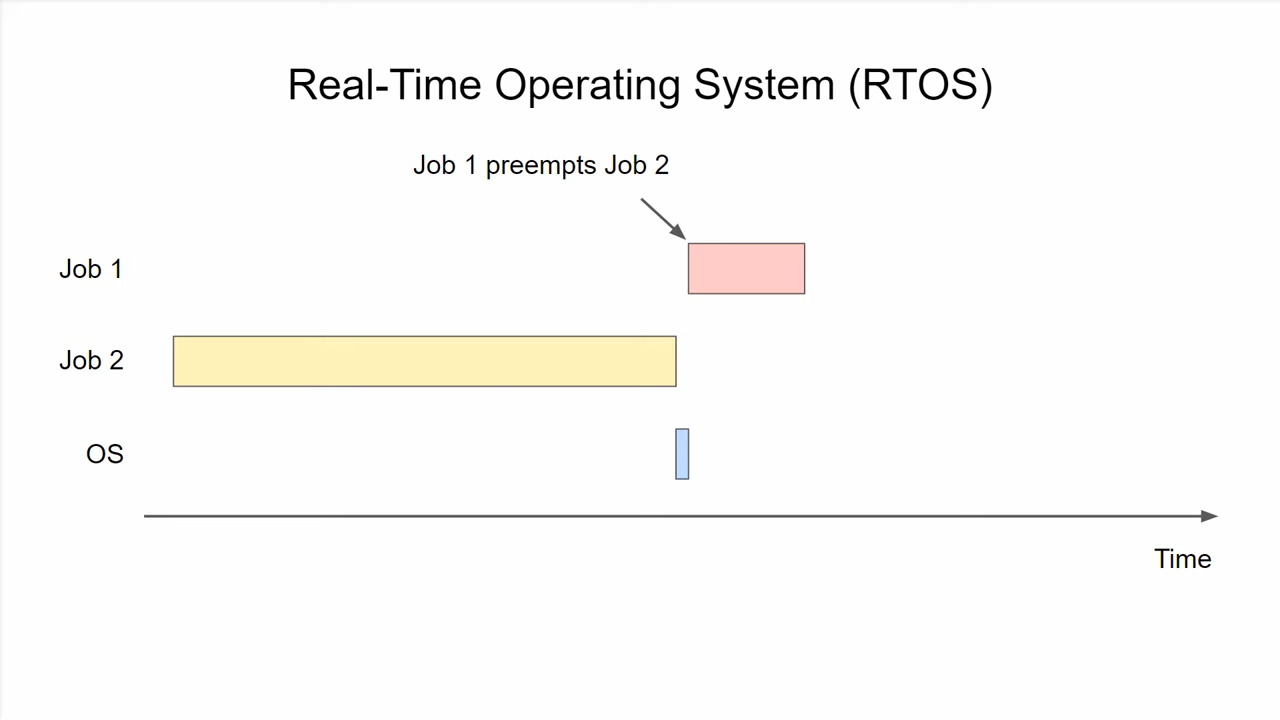 Real-Time Operating System (RTOS)
Job 1 preempts Job 2
Job 1
Job 2
OS
Time